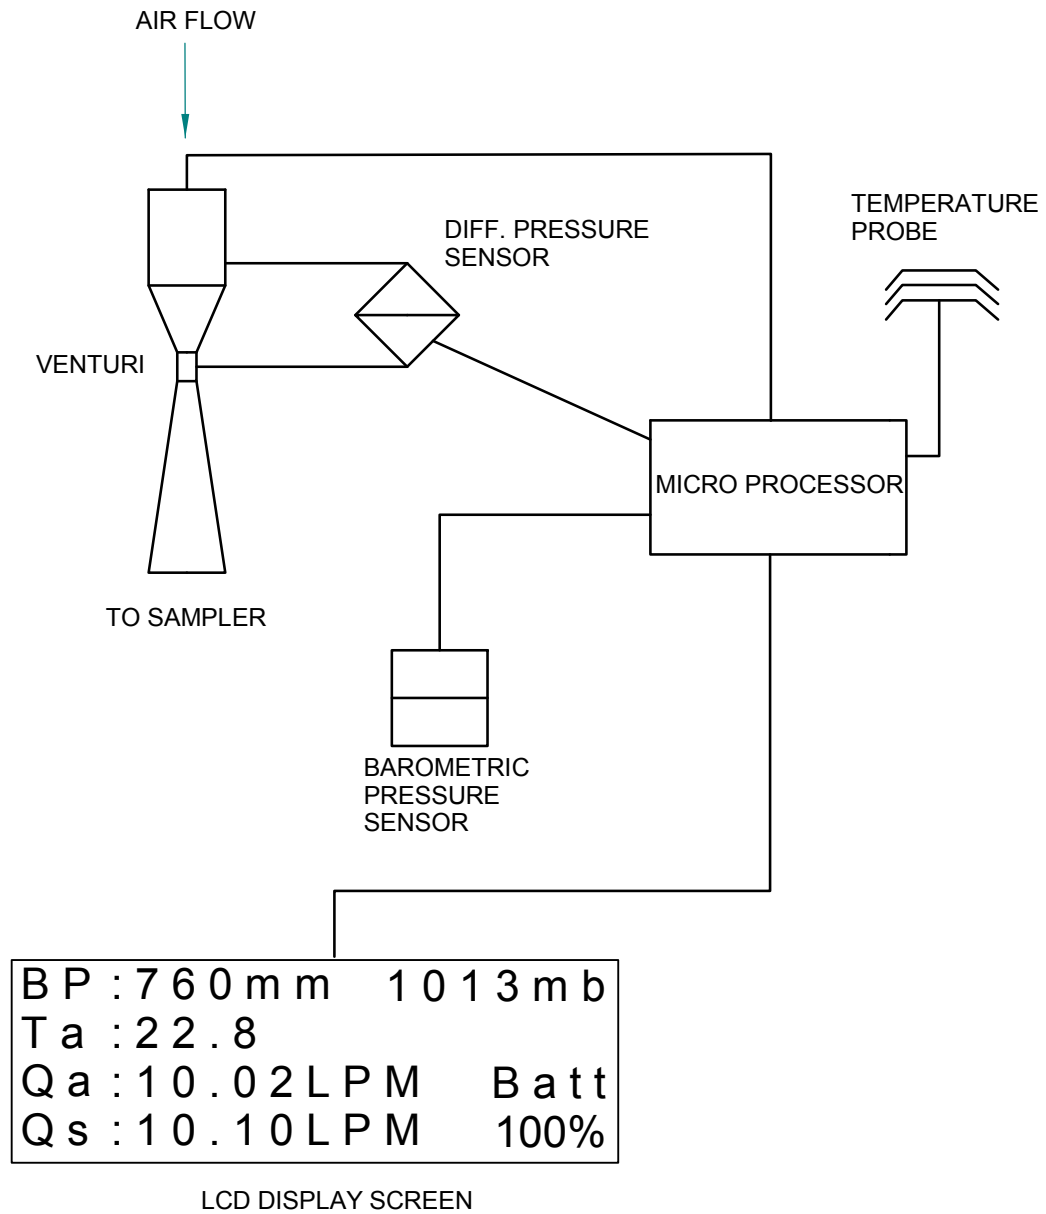 AIR FLOW
TEMPERATURE
PROBE
DIFF. PRESSURE
SENSOR
VENTURI
MICRO PROCESSOR
TO SAMPLER
BAROMETRIC
PRESSURE
SENSOR
BP:760mm 1013mb
Ta:22.8
Qa:10.02LPM Batt
Qs:10.10LPM 100%
LCD DISPLAY SCREEN